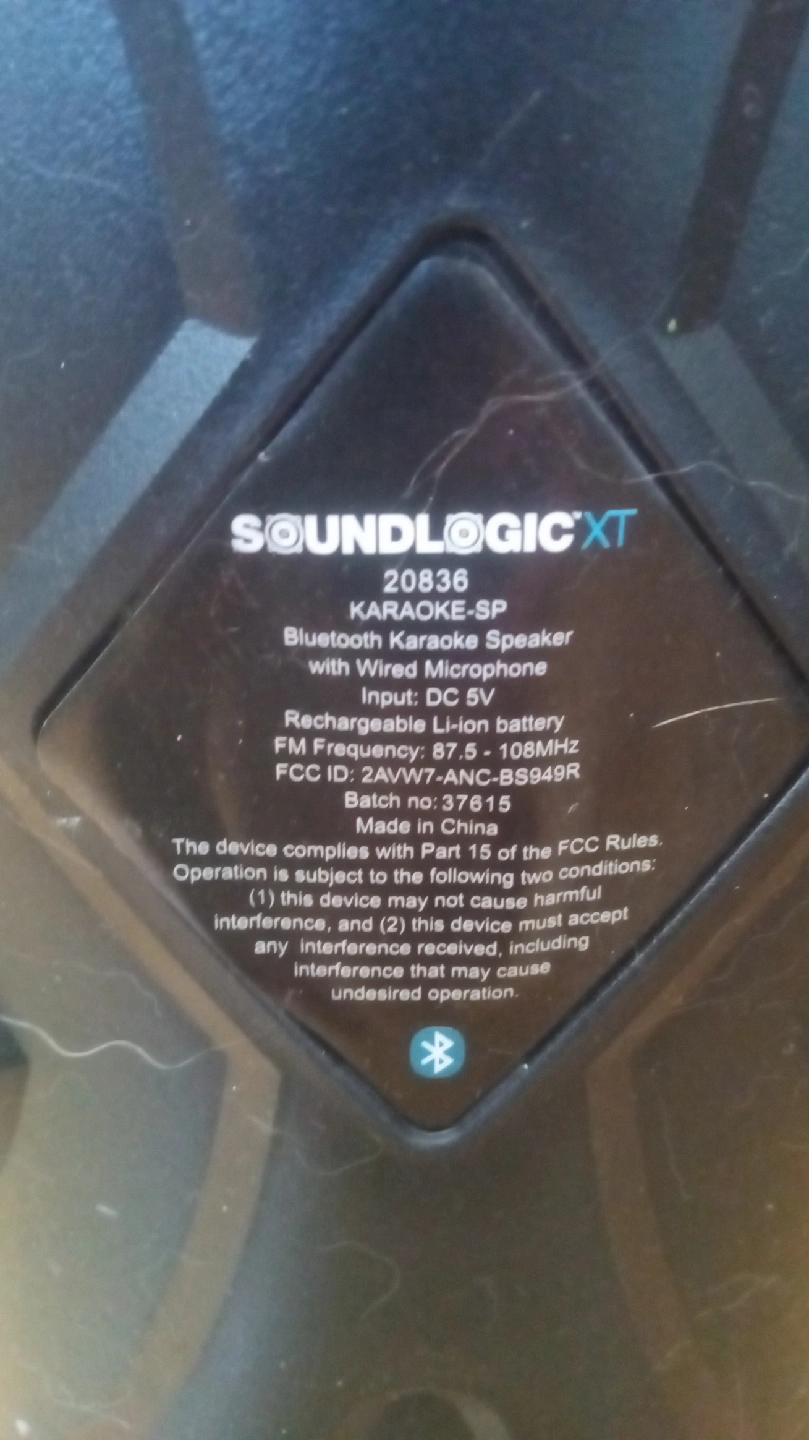 SOUNDLOGIC™ XT
20836
KARAOKE-SP
Bluetooth Karaoke Speaker
with Wired Microphone
Input: DC 5V
Rechargeable Li-ion battery
FM Frequency: 87.5 - 108MHz
FCC ID: 2AVW7-ANC-BS949R
Batch no: 37615
Made in China
The device complies with Part 15 of the FCC Rules.
Operation is subject to the following two conditions:
(1) this device may not cause harmful
interference, and (2) this device must accept
any interference received, including
interference that may cause
undesired operation.